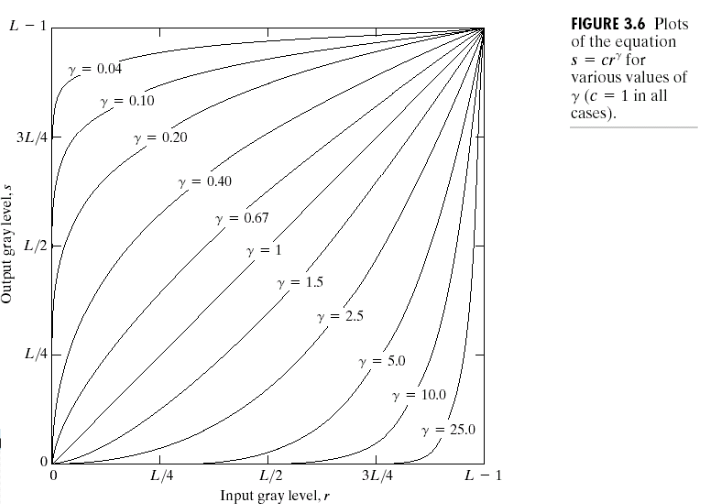 L − 1
3L/4
L/2
L/4
0
Output gray level, s
γ = 0.04
γ = 0.10
γ = 0.20
γ = 0.40
γ = 0.67
γ = 1
γ = 1.5
γ = 2.5
γ = 5.0
γ = 10.0
γ = 25.0
0 L/4 L/2 3L/4 L − 1
Input gray level, r
FIGURE 3.6 Plots
of the equation
s = crᵞ for
various values of
γ (c = 1 in all
cases).